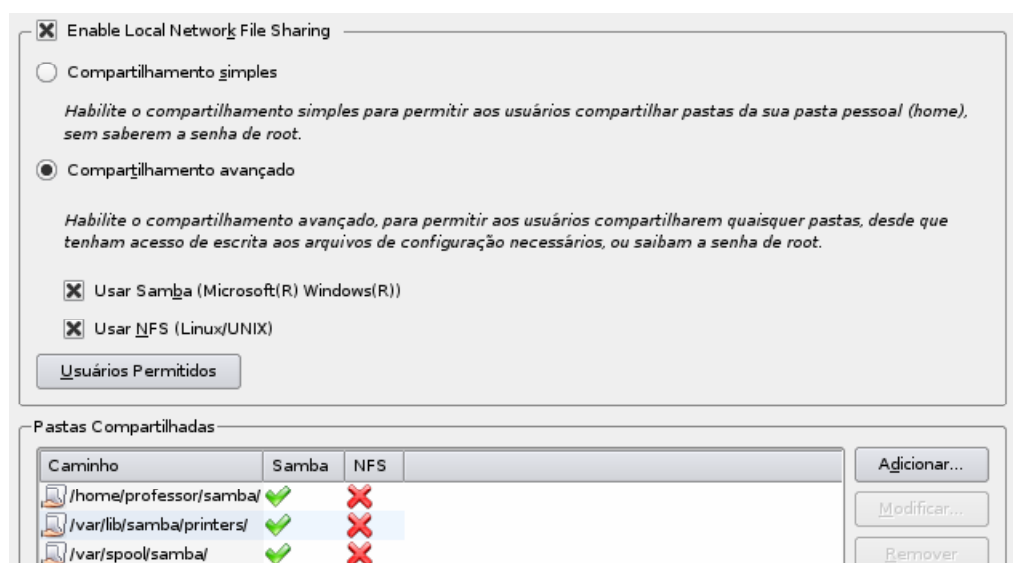 Enable Local Network File Sharing
Compartilhamento simples
Habilite o compartilhamento simples para permitir aos usuários compartilhar pastas da sua pasta pessoal (home),
sem saberem a senha de root.
Compartilhamento avançado
Habilite o compartilhamento avançado, para permitir aos usuários compartilharem quaisquer pastas, desde que
tenham acesso de escrita aos arquivos de configuração necessários, ou saibam a senha de root.
Usar Samba (Microsoft(R) Windows(R))
Usar NFS (Linux/UNIX)
Usuários Permitidos
Pastas Compartilhadas
Caminho Samba NFS
/home/professor/samba/
/var/lib/samba/printers/
/var/spool/samba/
Adicionar...
Modificar...
Remover